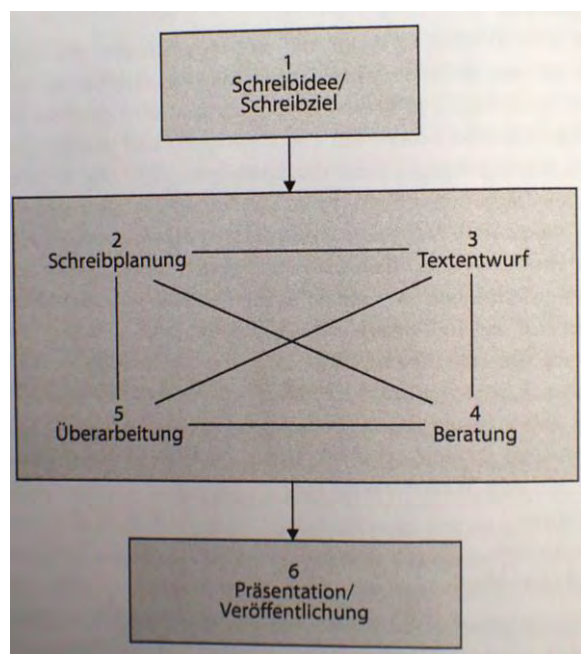 1
Schreibidee/
Schreibziel
2
Schreibplanung
3
Textentwurf
5
Überarbeitung
4
Beratung
6
Präsentation/
Veröffentlichung